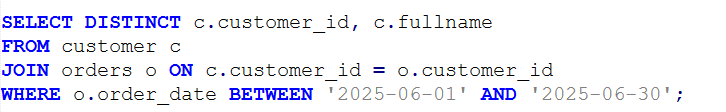 SELECT DISTINCT c.customer_id, c.fullname
FROM customer c
JOIN orders o ON c.customer_id = o.customer_id
WHERE o.order_date BETWEEN '2025-06-01' AND '2025-06-30';